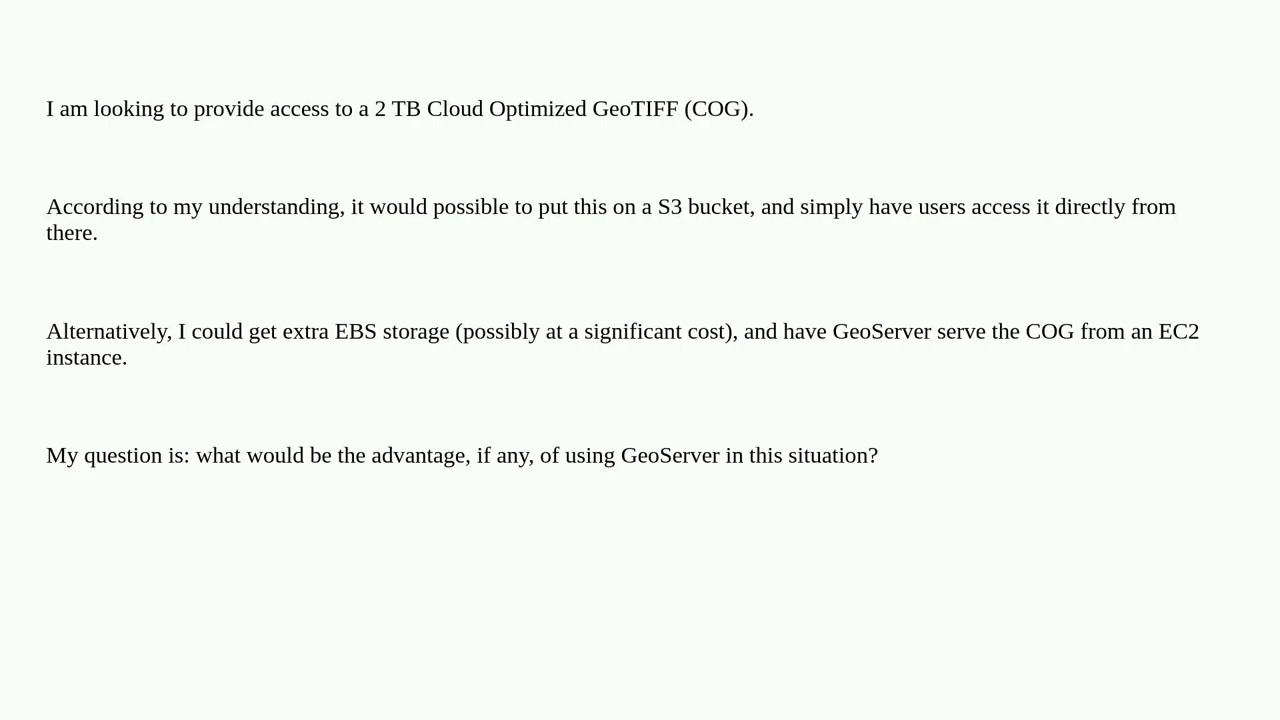 I am looking to provide access to a 2 TB Cloud Optimized GeoTIFF (COG).
According to my understanding, it would possible to put this on a S3 bucket, and simply have users access it directly from
there.
Alternatively, I could get extra EBS storage (possibly at a significant cost), and have GeoServer serve the COG from an EC2
instance.
My question is: what would be the advantage, if any, of using GeoServer in this situation?